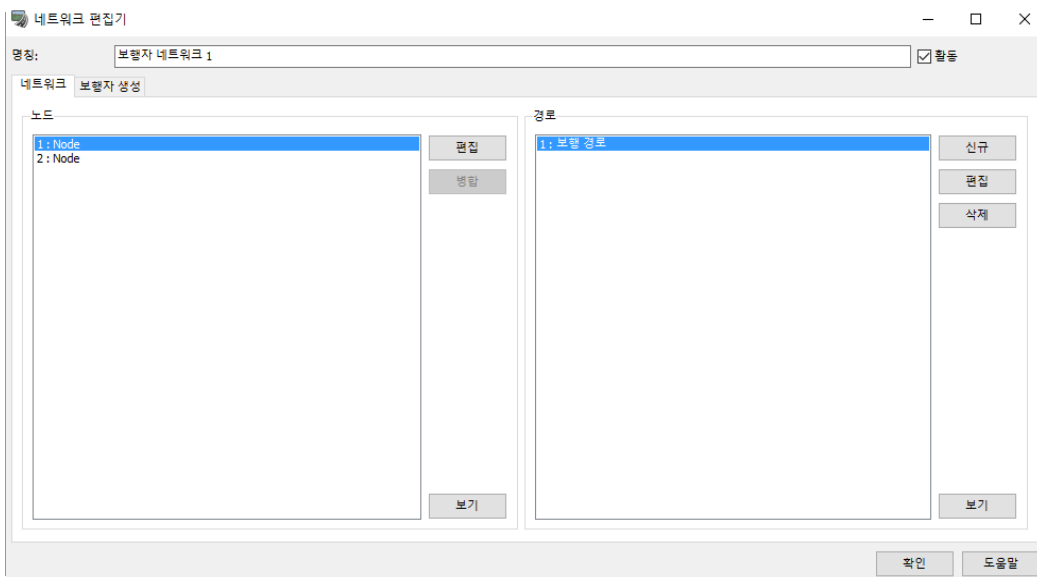 네트워크 편집기
명칭: 보행자 네트워크 1 활동
네트워크 보행자 생성
노드
1 : Node
2 : Node
편집
병합
보기
경로
1 : 보행 경로
신규
편집
삭제
보기
확인 도움말